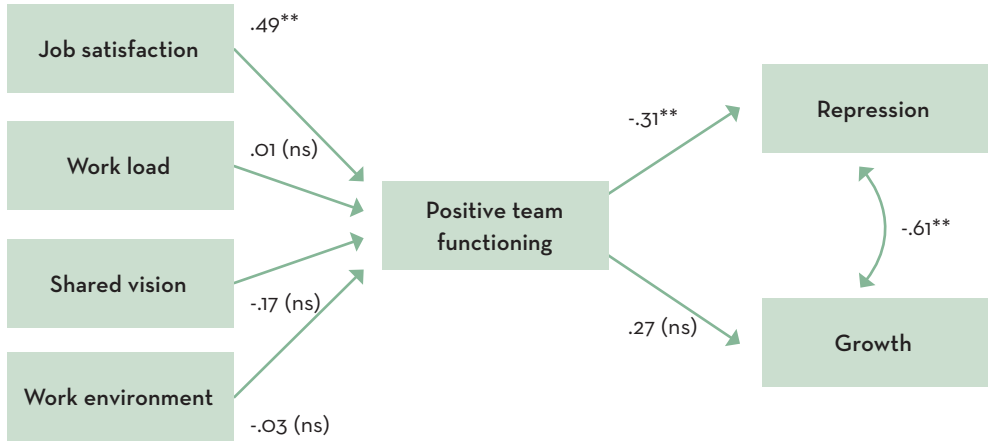 Job satisfaction
.49**
Work load
.01 (ns)
Shared vision
-.17 (ns)
Work environment
-.03 (ns)
Positive team
functioning
-.31**
.27 (ns)
Repression
-.61**
Growth